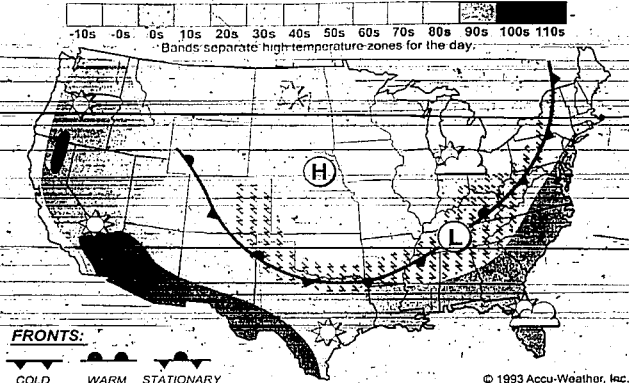 -10s -0s 0s 10s 20s 30s 40s 50s 60s 70s 80s 90s 100s 110s
Bands separate high temperature zones for the day.
H
L
FRONTS:
COLD WARM STATIONARY
© 1993 Accu-Weather, Inc.